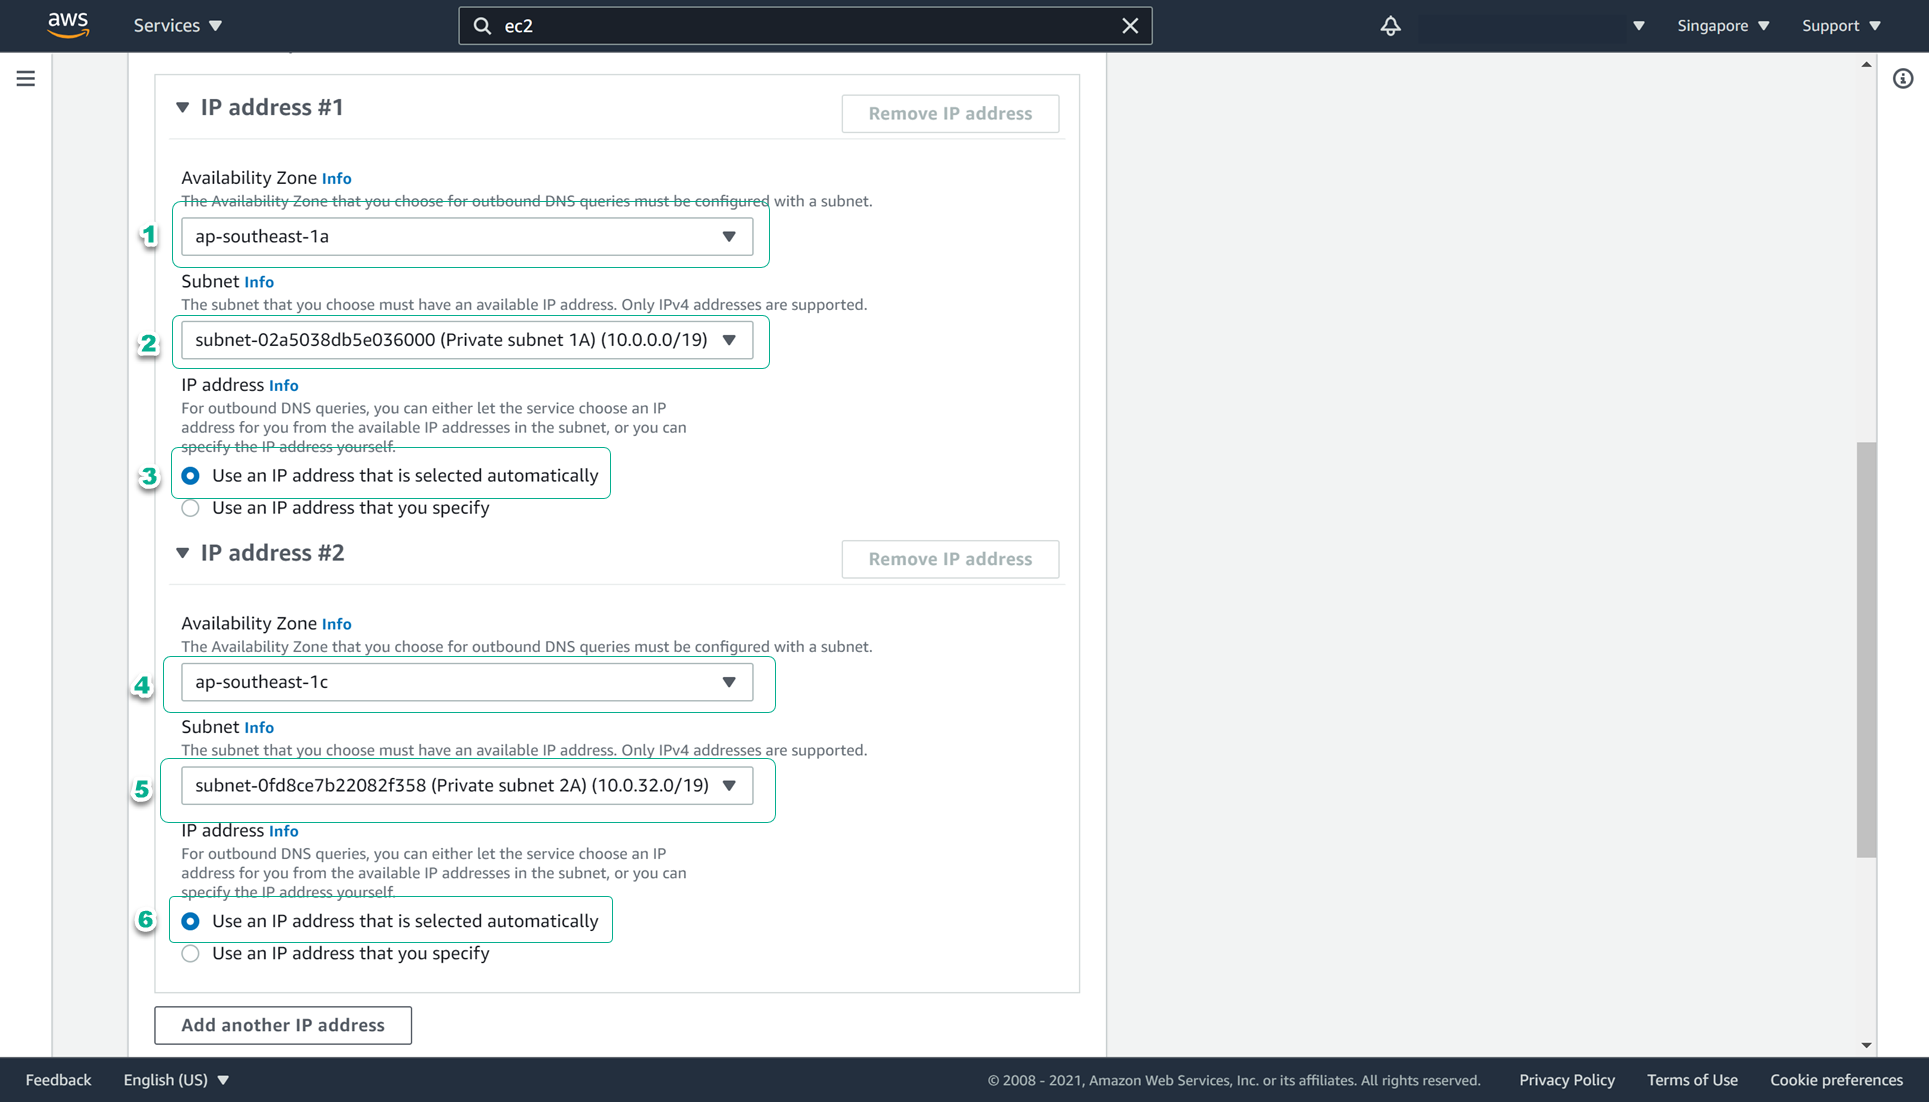 aws
Services
ec2
Singapore
Support
IP address #1
Remove IP address
Availability Zone Info
The Availability Zone that you choose for outbound DNS queries must be configured with a subnet.
1
ap-southeast-1a
Subnet Info
The subnet that you choose must have an available IP address. Only IPv4 addresses are supported.
2
subnet-02a5038db5e036000 (Private subnet 1A) (10.0.0.0/19)
IP address Info
For outbound DNS queries, you can either let the service choose an IP
address for you from the available IP addresses in the subnet, or you can
specify the IP address yourself.
3
Use an IP address that is selected automatically
Use an IP address that you specify
IP address #2
Remove IP address
Availability Zone Info
The Availability Zone that you choose for outbound DNS queries must be configured with a subnet.
4
ap-southeast-1c
Subnet Info
The subnet that you choose must have an available IP address. Only IPv4 addresses are supported.
5
subnet-0fd8ce7b22082f358 (Private subnet 2A) (10.0.32.0/19)
IP address Info
For outbound DNS queries, you can either let the service choose an IP
address for you from the available IP addresses in the subnet, or you can
specify the IP address yourself.
6
Use an IP address that is selected automatically
Use an IP address that you specify
Add another IP address
Feedback
English (US)
© 2008 - 2021, Amazon Web Services, Inc. or its affiliates. All rights reserved.
Privacy Policy
Terms of Use
Cookie preferences